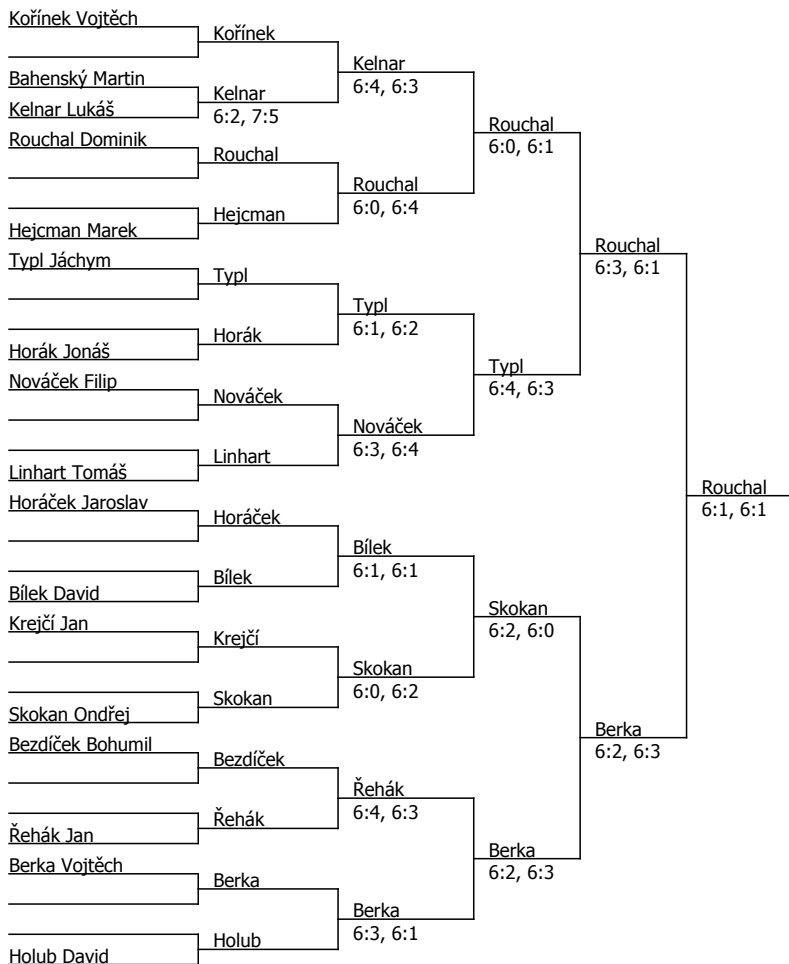 Kořínek Vojtěch
Bahenský Martin
Kelnar Lukáš
Rouchal Dominik
Hejcman Marek
Typl Jáchym
Horák Jonáš
Nováček Filip
Linhart Tomáš
Horáček Jaroslav
Bílek David
Krejčí Jan
Skokan Ondřej
Bezdíček Bohumil
Řehák Jan
Berka Vojtěch
Holub David
Kořínek
Kelnar
6:2, 7:5
Rouchal
Hejcman
Typl
Horák
Nováček
Linhart
Horáček
Bílek
Krejčí
Skokan
Bezdíček
Řehák
Berka
Holub
Kelnar
6:4, 6:3
Rouchal
6:0, 6:4
Typl
6:1, 6:2
Nováček
6:3, 6:4
Bílek
6:1, 6:1
Skokan
6:0, 6:2
Řehák
6:4, 6:3
Berka
6:3, 6:1
Rouchal
6:0, 6:1
Typl
6:4, 6:3
Skokan
6:2, 6:0
Berka
6:2, 6:3
Rouchal
6:3, 6:1
Berka
6:2, 6:3
Rouchal
6:1, 6:1